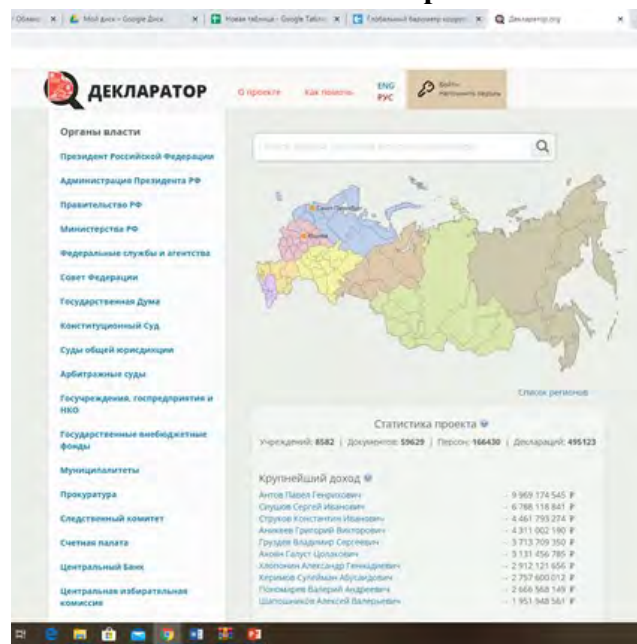 Мой диск – Google Диск
Новая таблица – Google Таблиц
Глобальный барометр корруп
Декларатор.org
ДЕКЛАРАТОР
О проекте
Как помочь
ENG
РУС
Войти
Напомнить пароль
Органы власти
Президент Российской Федерации
Администрация Президента РФ
Правительство РФ
Министерства РФ
Федеральные службы и агентства
Совет Федерации
Государственная Дума
Конституционный Суд
Суды общей юрисдикции
Арбитражные суды
Госучреждения, госпредприятия и
НКО
Государственные внебюджетные
фонды
Муниципалитеты
Прокуратура
Следственный комитет
Счетная палата
Центральный Банк
Центральная избирательная
комиссия
Санкт-Петербург
Москва
Список регионов
Статистика проекта
Учреждений: 8582 | Документов: 59629 | Персон: 166430 | Деклараций: 495123
Крупнейший доход
Антов Павел Генрихович – 9 969 174 545 ₽
Слушов Сергей Иванович – 6 788 118 841 ₽
Струков Константин Иванович – 4 461 793 274 ₽
Аникеев Григорий Викторович – 4 311 002 190 ₽
Груздев Владимир Сергеевич – 3 713 709 350 ₽
Акоян Галуст Цолакович – 3 131 456 785 ₽
Хлопонин Александр Геннадиевич – 2 912 121 656 ₽
Керимов Сулейман Абусаидович – 2 757 600 012 ₽
Пономарев Валерий Андреевич – 2 666 568 149 ₽
Шапошников Алексей Валерьевич – 1 951 948 561 ₽